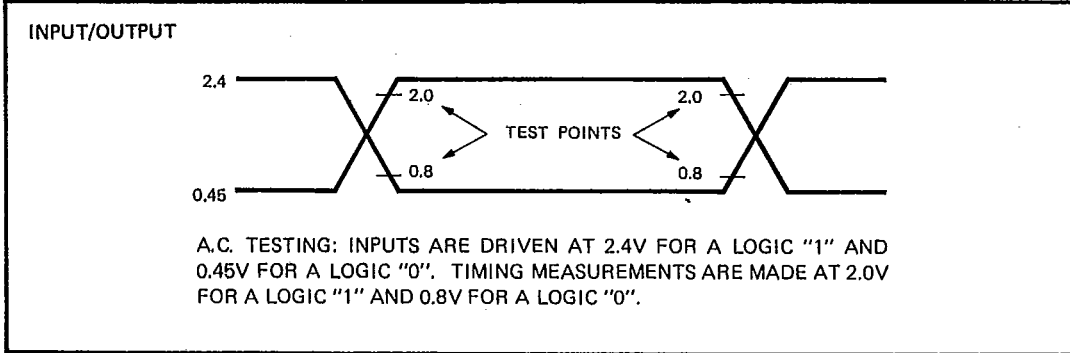 INPUT/OUTPUT
2.4
2.0
2.0
TEST POINTS
0.8
0.8
0.45
A.C. TESTING: INPUTS ARE DRIVEN AT 2.4V FOR A LOGIC "1" AND
0.45V FOR A LOGIC "0". TIMING MEASUREMENTS ARE MADE AT 2.0V
FOR A LOGIC "1" AND 0.8V FOR A LOGIC "0".